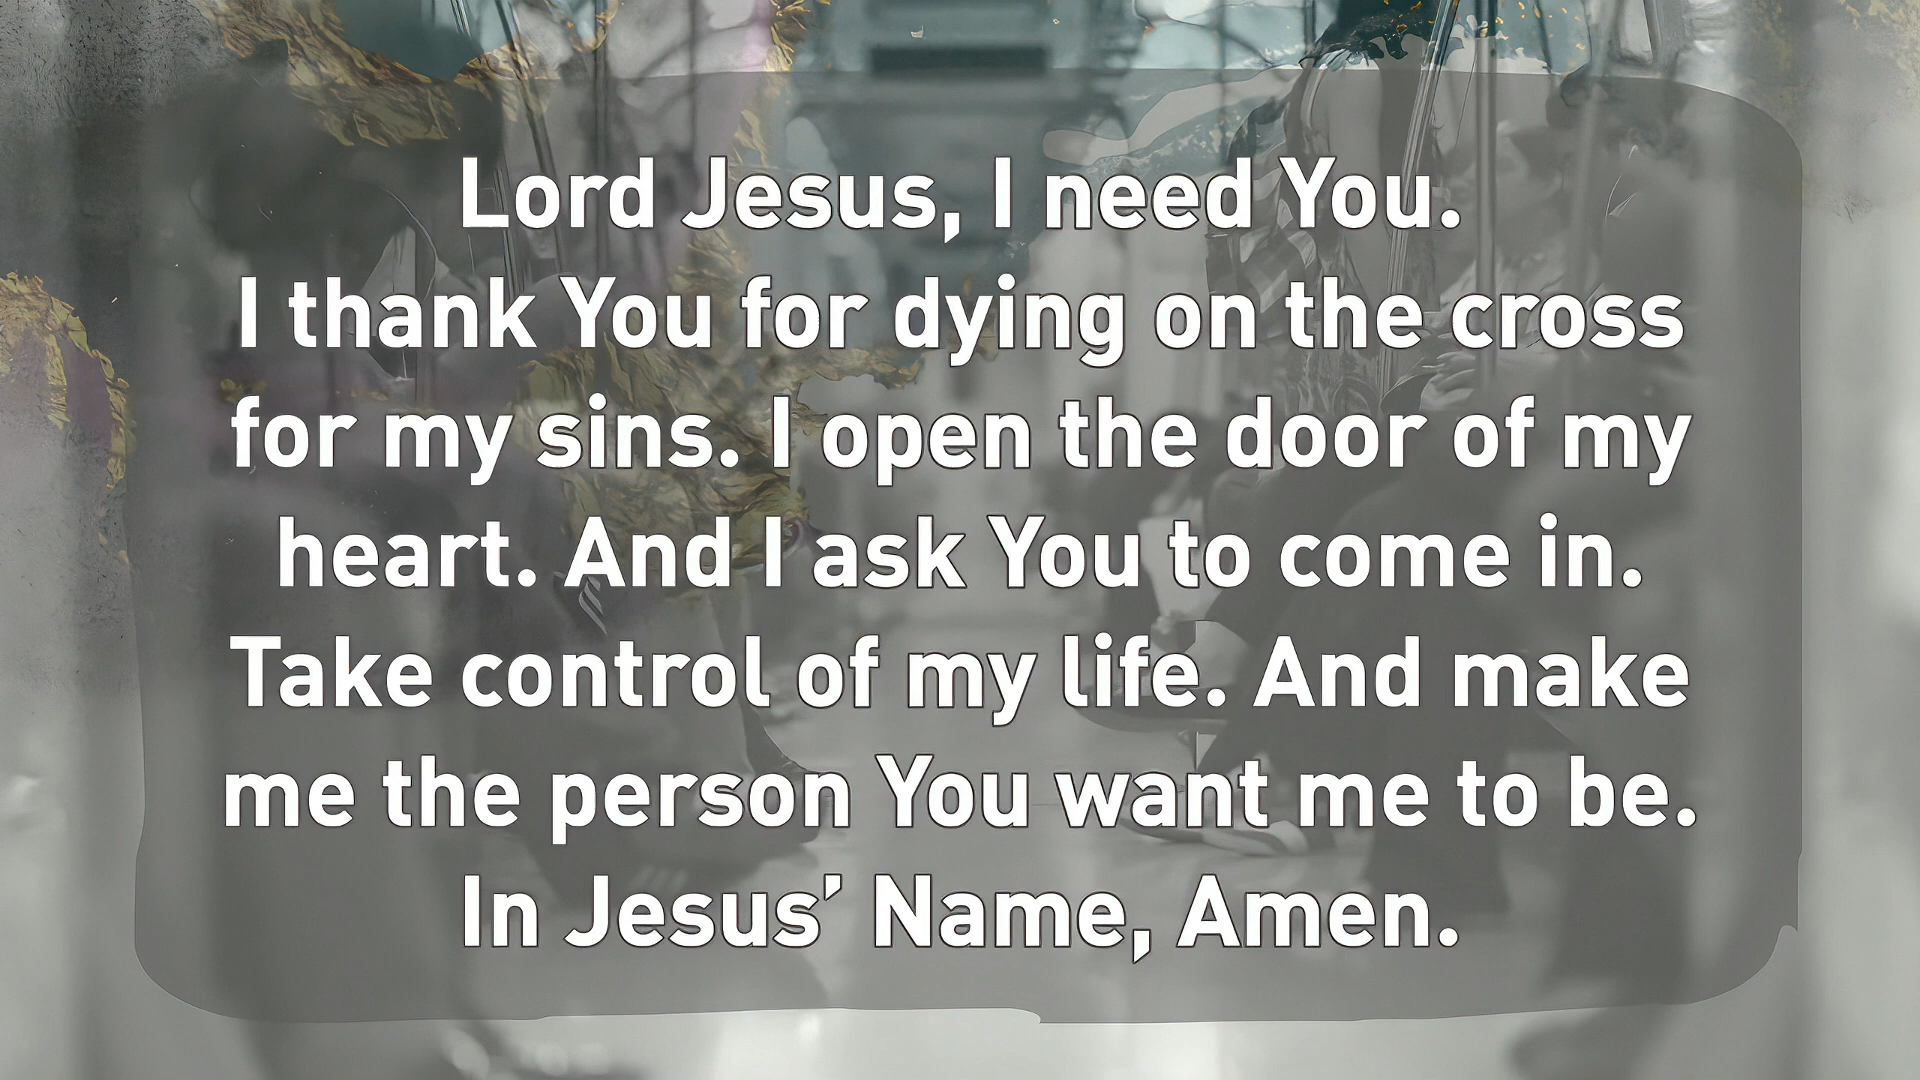 Lord Jesus, I need You.
I thank You for dying on the cross
for my sins. I open the door of my
heart. And I ask You to come in.
Take control of my life. And make
me the person You want me to be.
In Jesus’ Name, Amen.